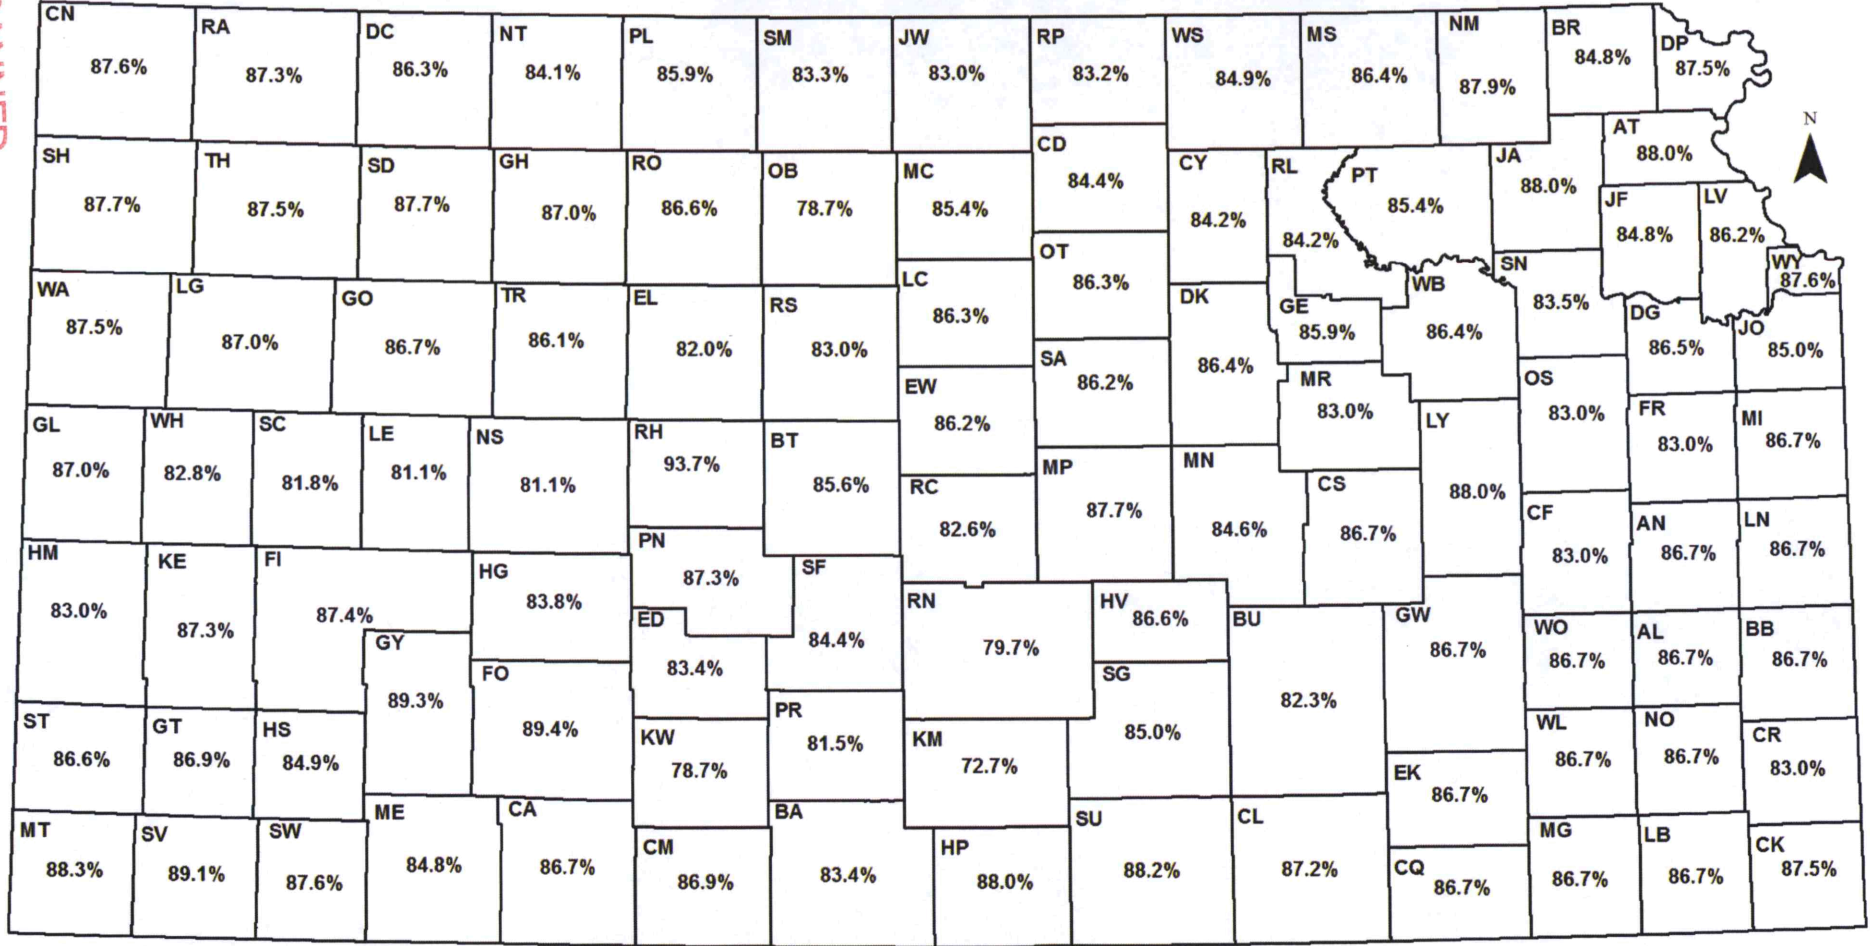 CN 87.6%
RA 87.3%
DC 86.3%
NT 84.1%
PL 85.9%
SM 83.3%
JW 83.0%
RP 83.2%
WS 84.9%
MS 86.4%
NM 87.9%
BR 84.8%
DP 87.5%
N
SH 87.7%
TH 87.5%
SD 87.7%
GH 87.0%
RO 86.6%
OB 78.7%
MC 85.4%
CD 84.4%
CY 84.2%
RL 84.2%
PT 85.4%
JA 88.0%
AT 88.0%
JF 84.8%
LV 86.2%
WY 87.6%
WA 87.5%
LG 87.0%
GO 86.7%
TR 86.1%
EL 82.0%
RS 83.0%
LC 86.3%
OT 86.3%
SA 86.2%
DK 86.4%
GE 85.9%
WB 86.4%
SN 83.5%
DG 86.5%
JO 85.0%
GL 87.0%
WH 82.8%
SC 81.8%
LE 81.1%
NS 81.1%
RH 93.7%
BT 85.6%
EW 86.2%
RC 82.6%
MP 87.7%
MN 84.6%
MR 83.0%
CS 86.7%
LY 88.0%
OS 83.0%
FR 83.0%
MI 86.7%
HM 83.0%
KE 87.3%
FI 87.4%
HG 83.8%
PN 87.3%
SF 84.4%
RN 79.7%
HV 86.6%
BU 82.3%
GW 86.7%
CF 83.0%
AN 86.7%
LN 86.7%
GY 89.3%
FO 89.4%
ED 83.4%
SG 85.0%
WO 86.7%
AL 86.7%
BB 86.7%
ST 86.6%
GT 86.9%
HS 84.9%
KW 78.7%
PR 81.5%
KM 72.7%
EK 86.7%
WL 86.7%
NO 86.7%
CR 83.0%
MT 88.3%
SV 89.1%
SW 87.6%
ME 84.8%
CA 86.7%
CM 86.9%
BA 83.4%
HP 88.0%
SU 88.2%
CL 87.2%
CQ 86.7%
MG 86.7%
LB 86.7%
CK 87.5%